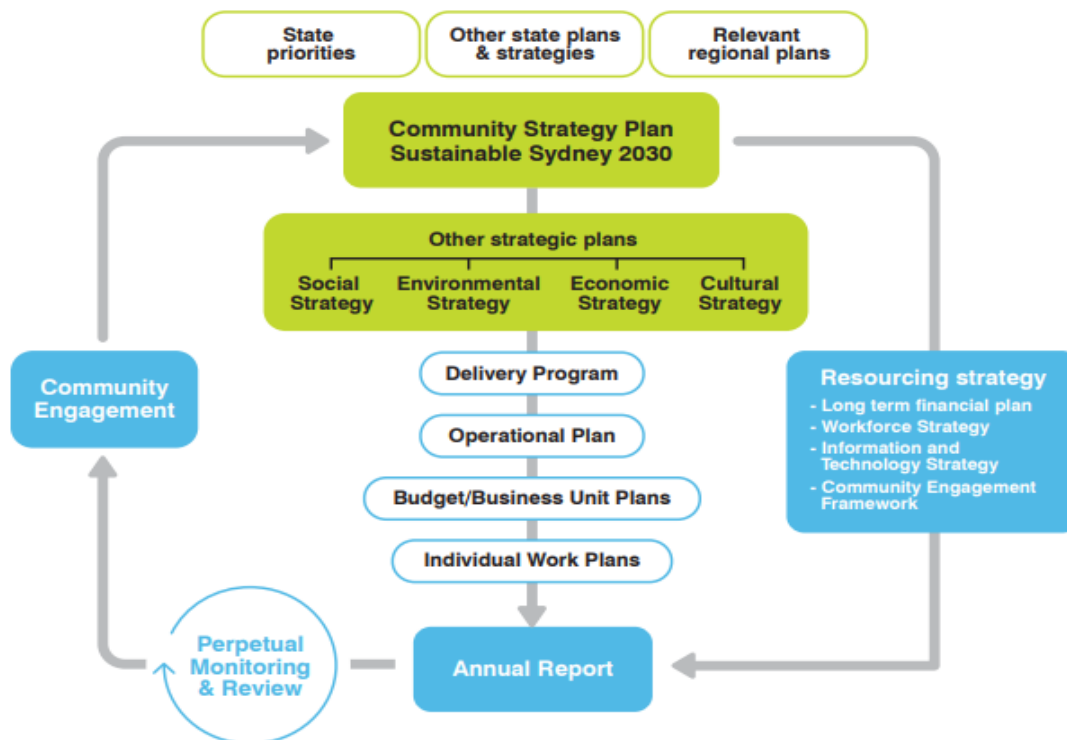 State
priorities
Other state plans
& strategies
Relevant
regional plans
Community Strategy Plan
Sustainable Sydney 2030
Other strategic plans
Social
Strategy
Environmental
Strategy
Economic
Strategy
Cultural
Strategy
Delivery Program
Operational Plan
Budget/Business Unit Plans
Individual Work Plans
Annual Report
Community
Engagement
Resourcing strategy
- Long term financial plan
- Workforce Strategy
- Information and
Technology Strategy
- Community Engagement
Framework
Perpetual
Monitoring
& Review